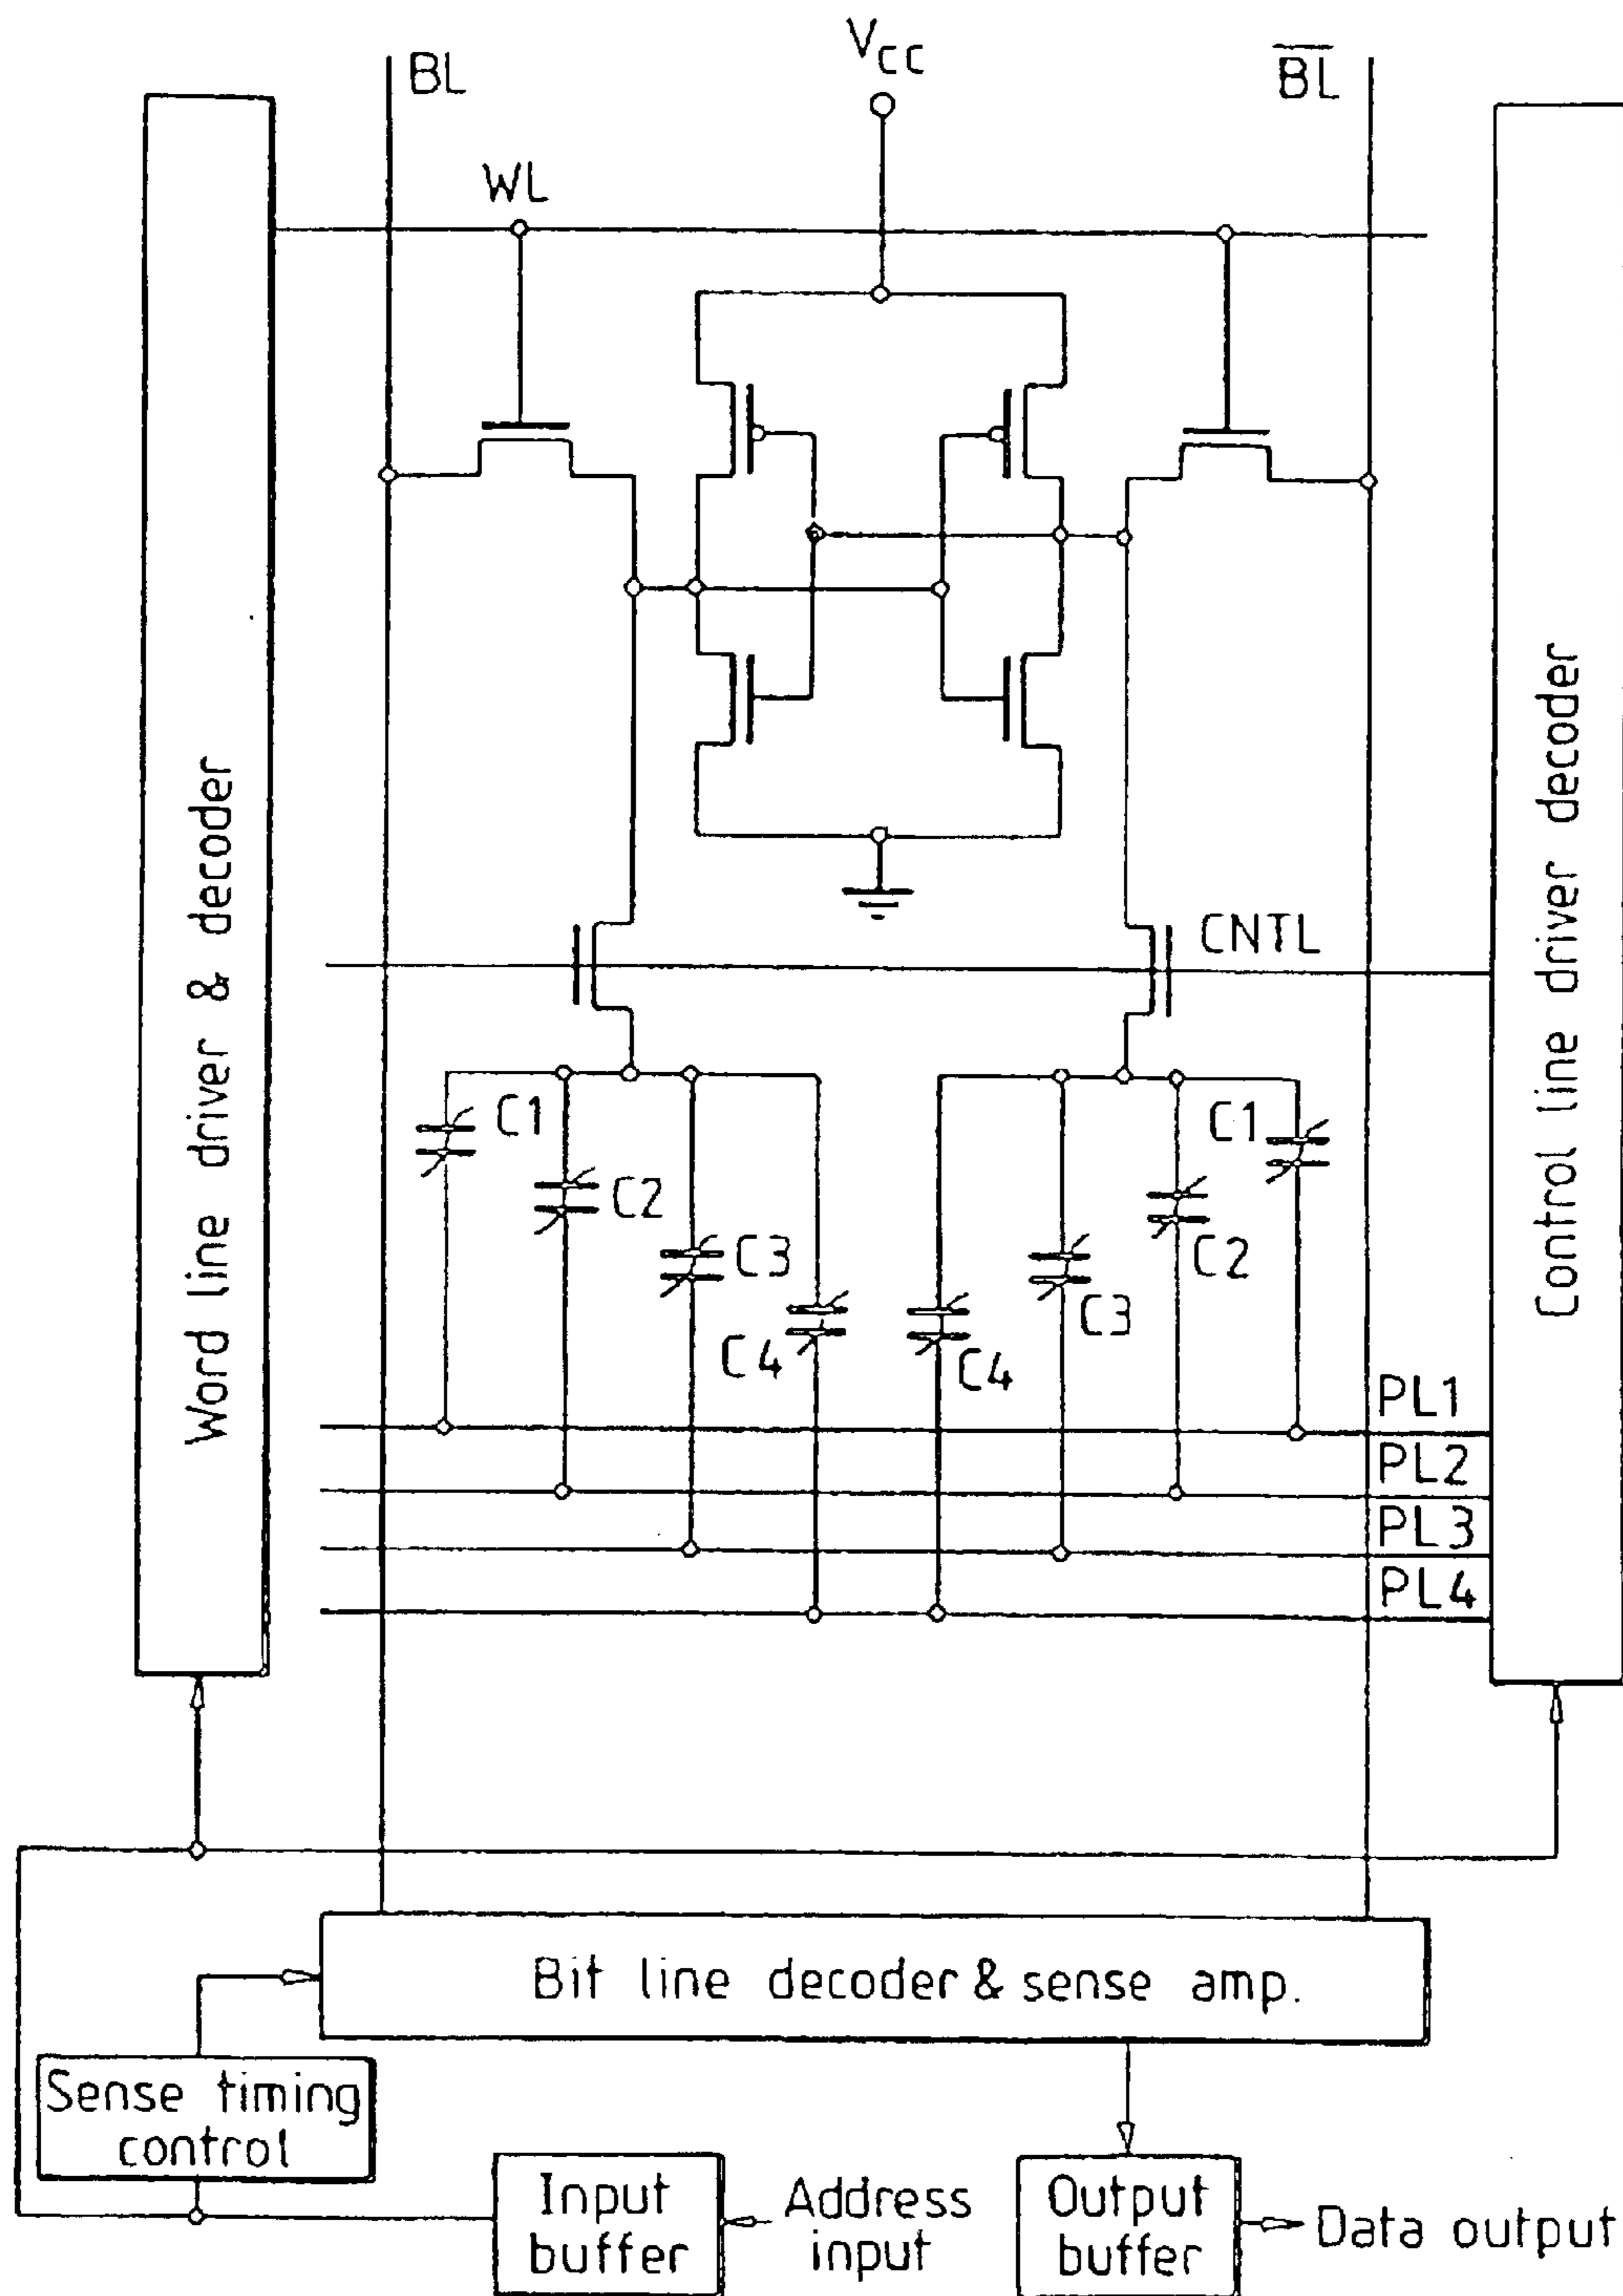 BL
V_CC
B̅L̅
WL
Word line driver & decoder
Control line driver decoder
CNTL
C1
C1
C2
C2
C3
C3
C4
C4
PL1
PL2
PL3
PL4
Bit line decoder & sense amp.
Sense timing
control
Input
buffer
Address
input
Output
buffer
Data output